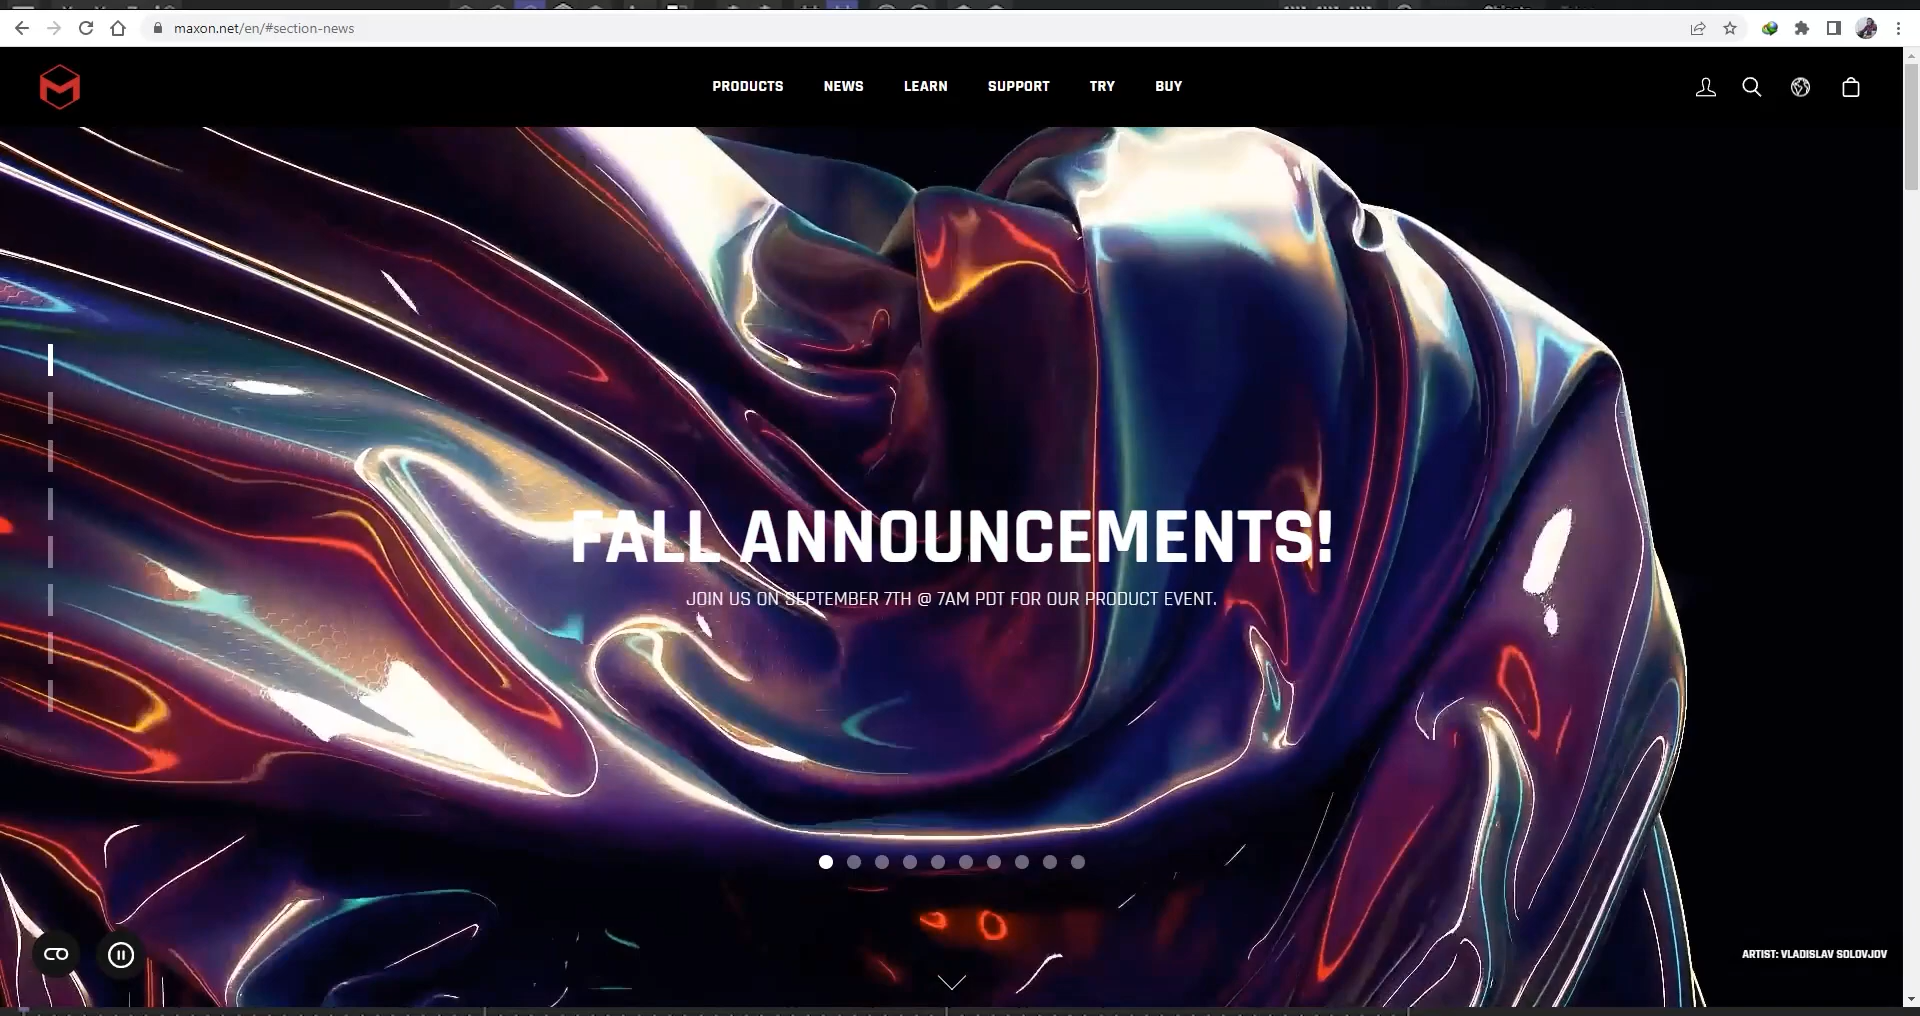 maxon.net/en/#section-news
PRODUCTS NEWS LEARN SUPPORT TRY BUY
FALL ANNOUNCEMENTS!
JOIN US ON SEPTEMBER 7TH @ 7AM PDT FOR OUR PRODUCT EVENT.
ARTIST: VLADISLAV SOLOVJOV